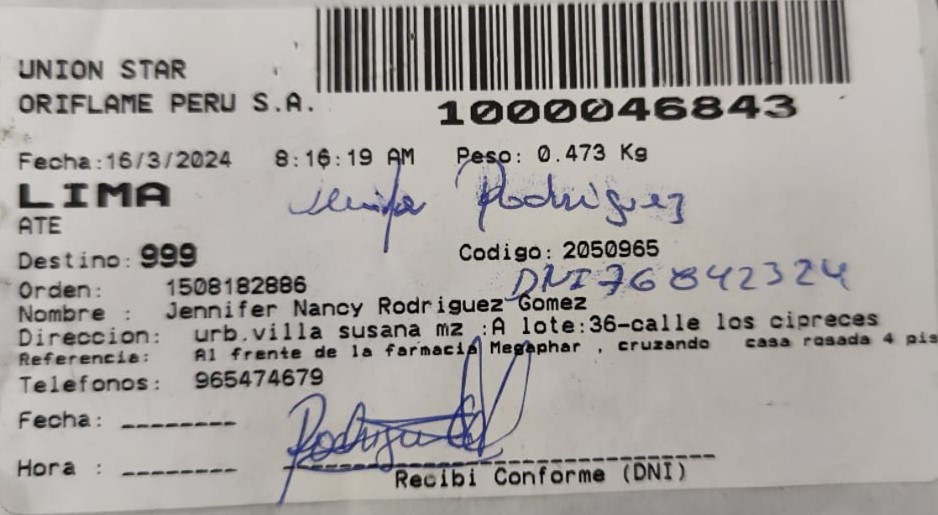 UNION STAR
ORIFLAME PERU S.A.
1000046843
Fecha:16/3/2024 8:16:19 AM Peso: 0.473 Kg
LIMA
Rodriguez
ATE
Codigo: 2050965
Destino: 999
DNI 76842324
Orden: 1508182886
Nombre : Jennifer Nancy Rodriguez Gomez
Direccion: urb.villa susana mz :A lote:36-calle los cipreces
Referencia: Al frente de la farmacia Megaphar , cruzando casa rosada 4 pis
Telefonos: 965474679
Fecha: --------
Hora : --------
Recibi Conforme (DNI)